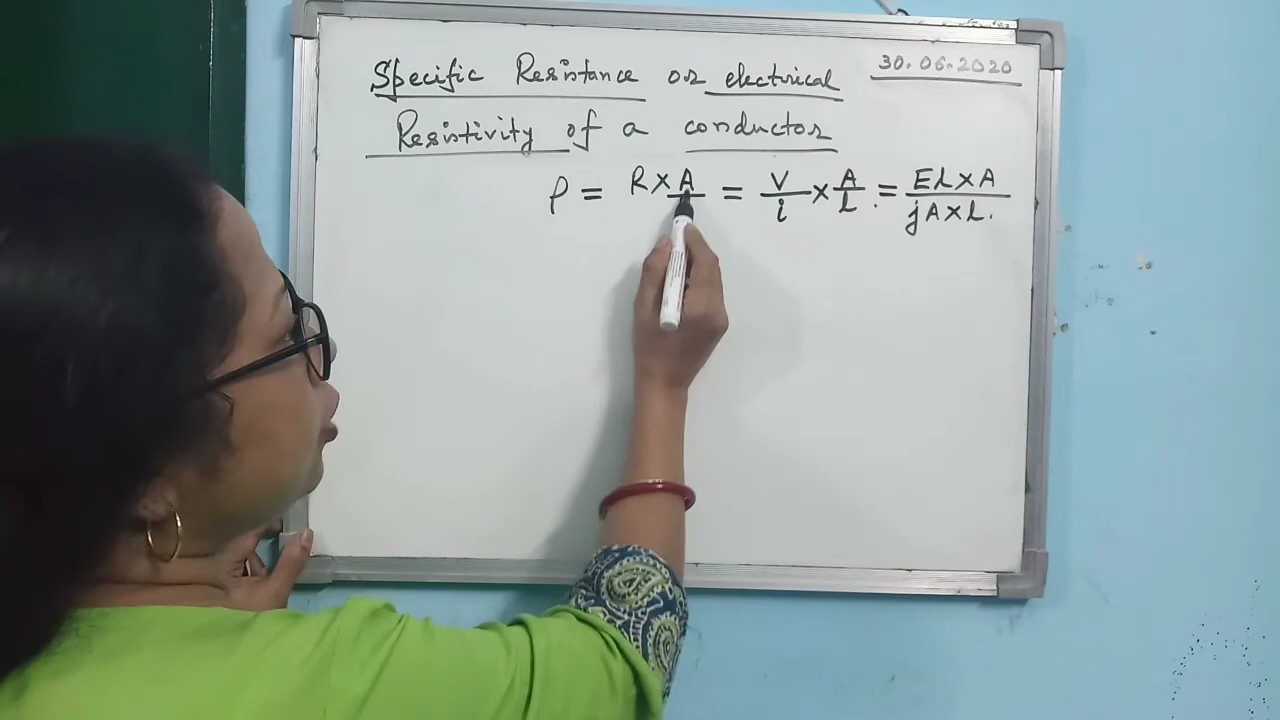 Specific Resistance or electrical 30.06.2020
Resistivity of a conductor
ρ = R×A/ = V/i × A/L. = EL×A/jA×L.